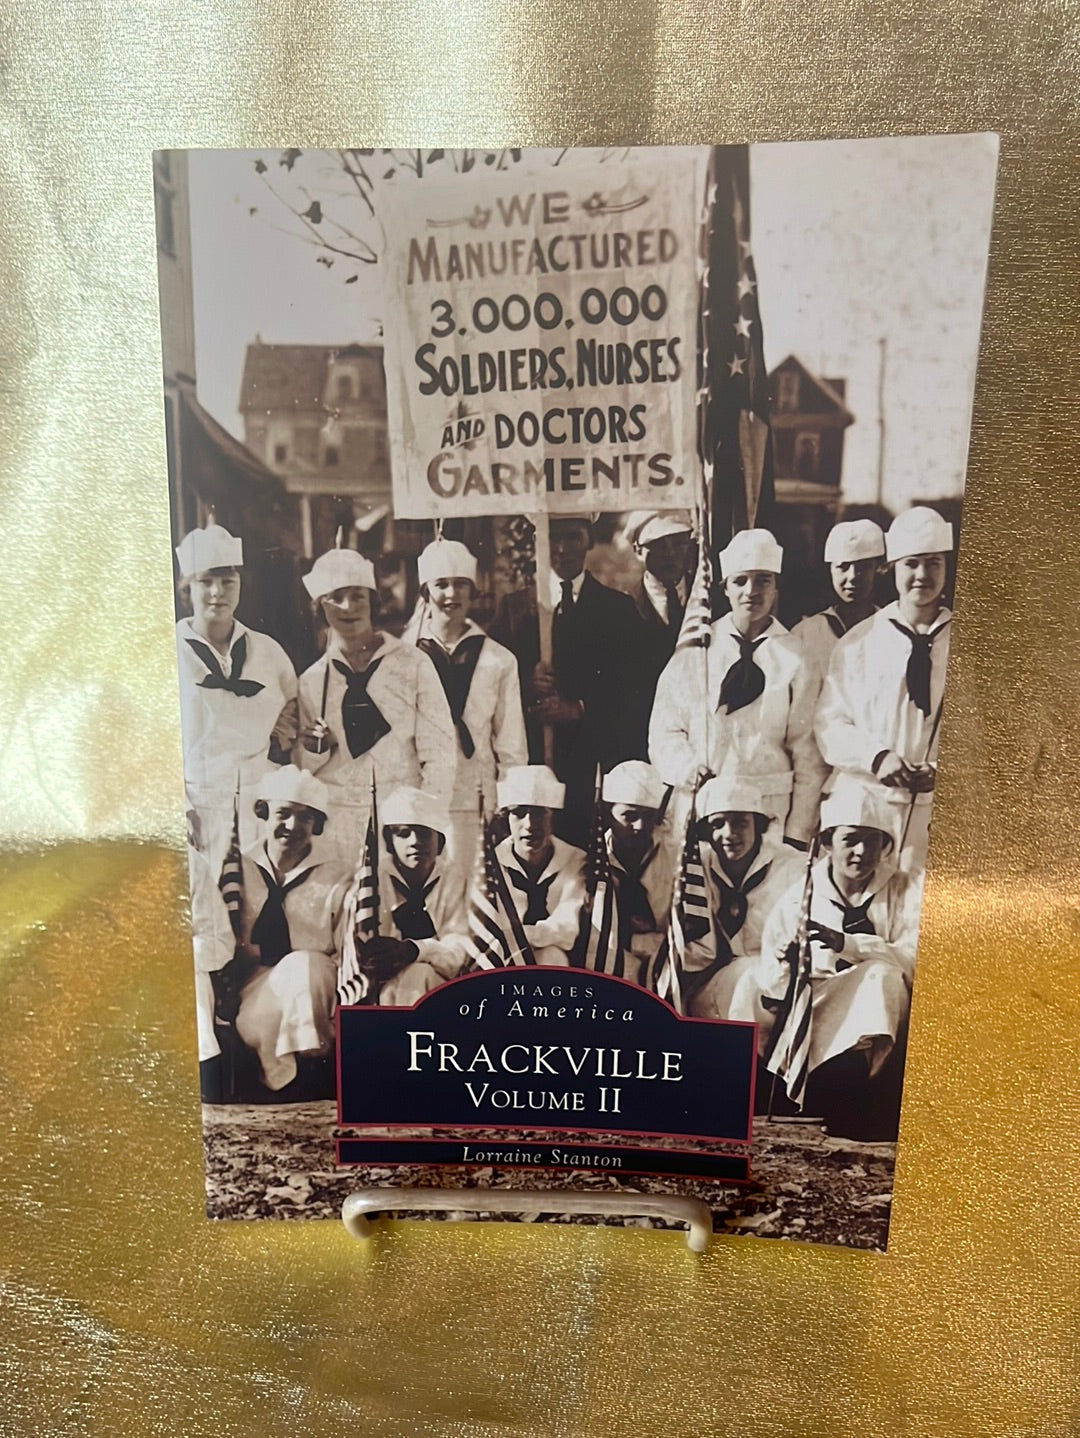 WE
MANUFACTURED
3,000,000
SOLDIERS, NURSES
AND DOCTORS
GARMENTS.
IMAGES
of America
FRACKVILLE
VOLUME II
Lorraine Stanton